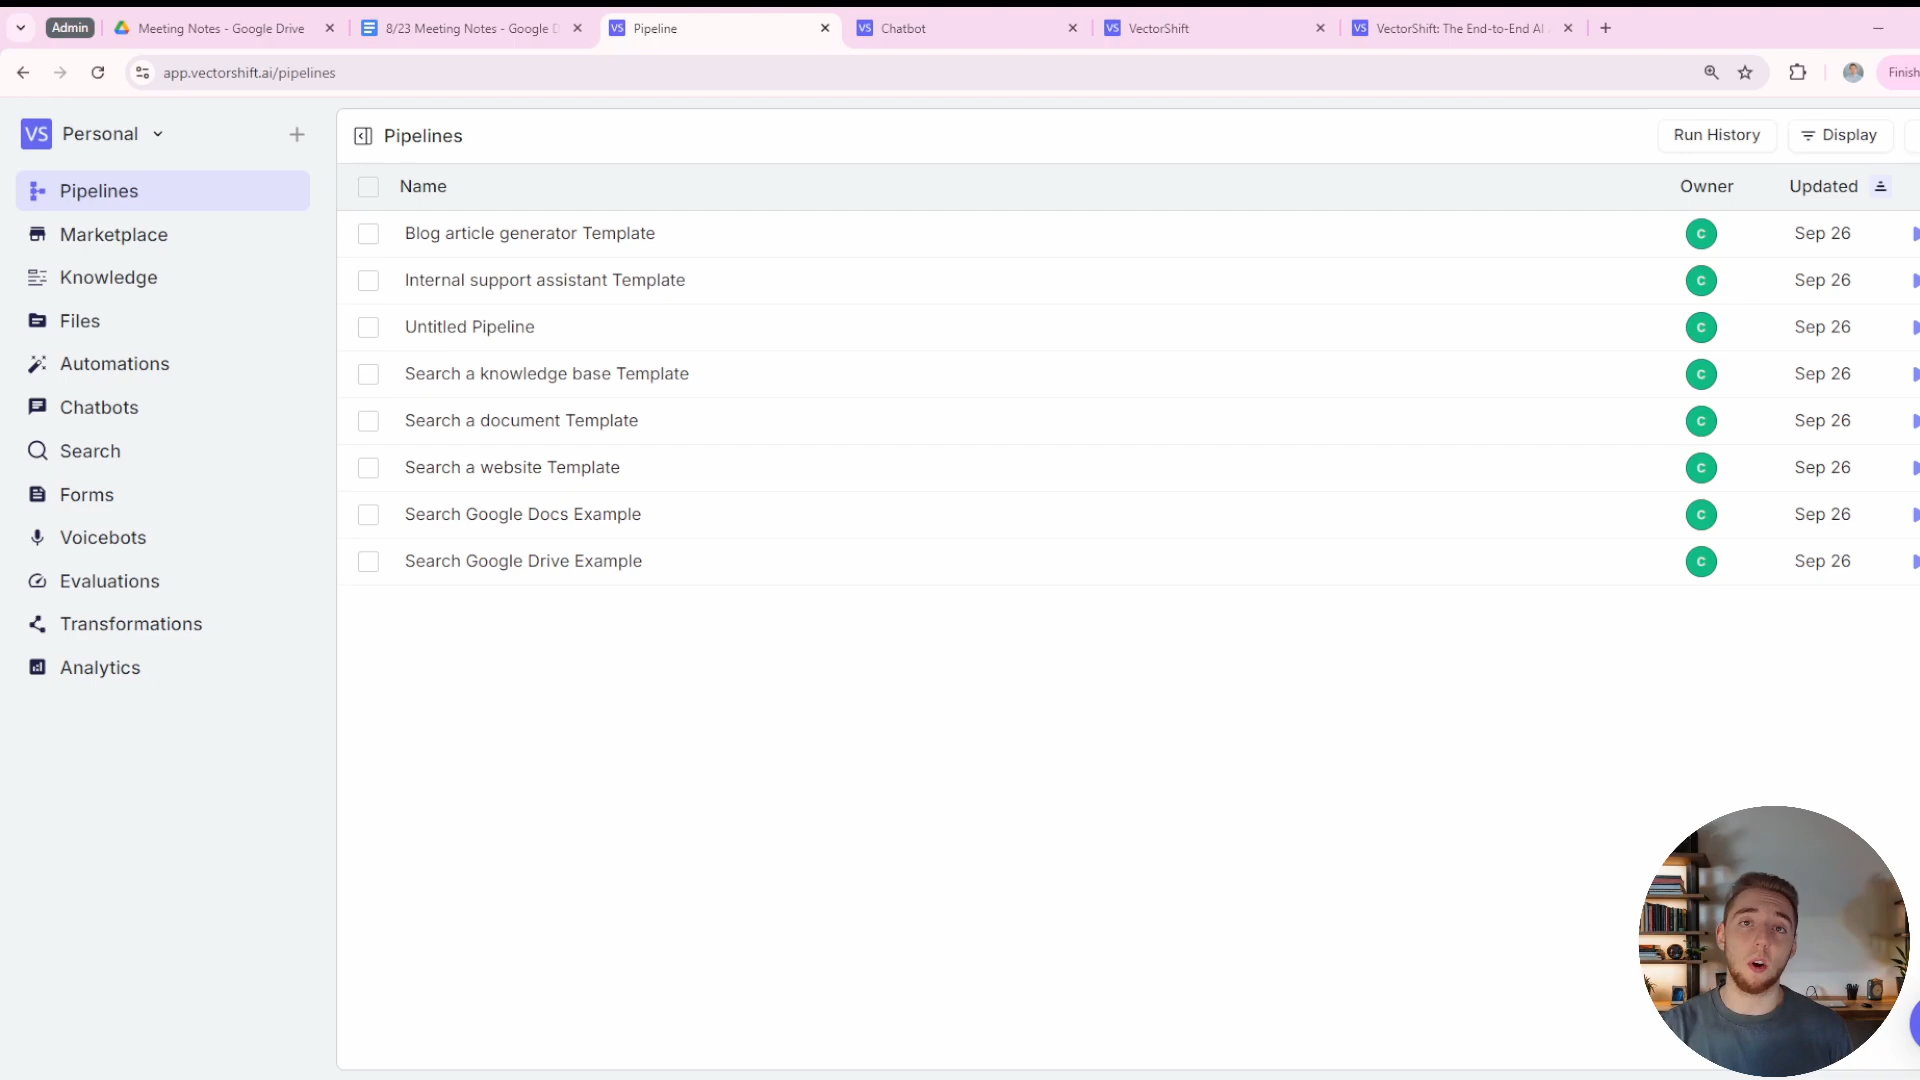 Admin
Meeting Notes - Google Drive
8/23 Meeting Notes - Google D
VS Pipeline
VS Chatbot
VS VectorShift
VS VectorShift: The End-to-End AI
app.vectorshift.ai/pipelines
Finish
VS Personal
Pipelines
Run History
Display
Pipelines
Marketplace
Knowledge
Files
Automations
Chatbots
Search
Forms
Voicebots
Evaluations
Transformations
Analytics
Name Owner Updated
Blog article generator Template C Sep 26
Internal support assistant Template C Sep 26
Untitled Pipeline C Sep 26
Search a knowledge base Template C Sep 26
Search a document Template C Sep 26
Search a website Template C Sep 26
Search Google Docs Example C Sep 26
Search Google Drive Example C Sep 26